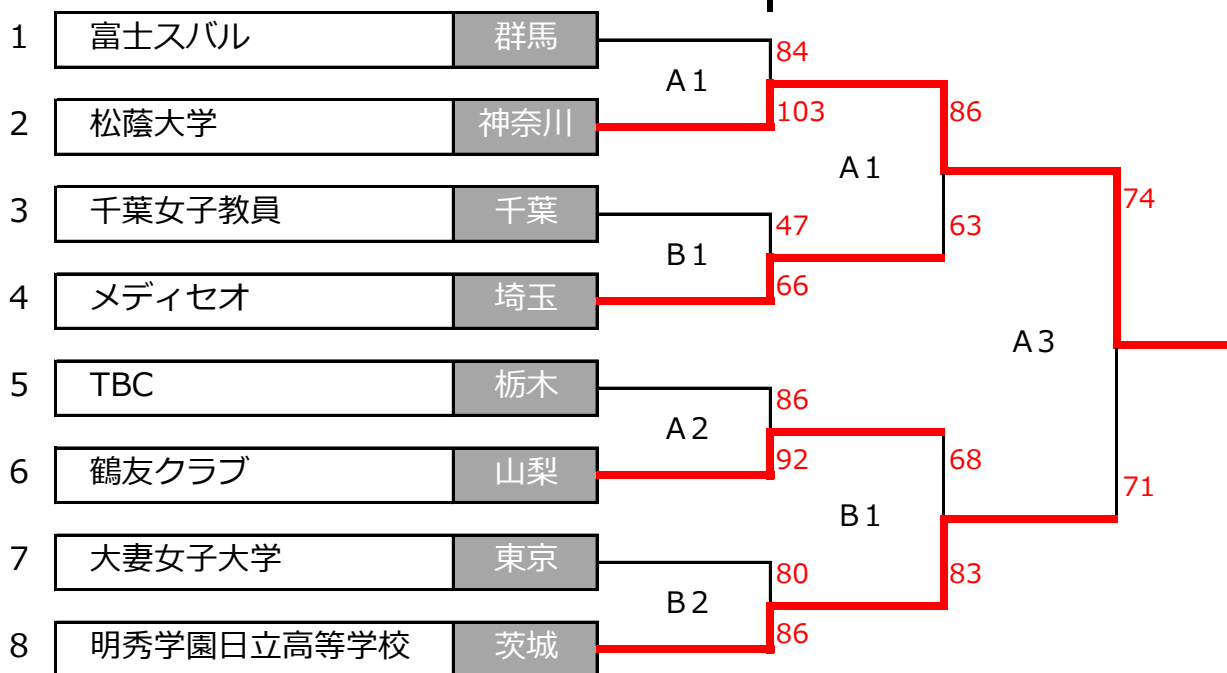 1 富士スバル 群馬
84
A1
2 松蔭大学 神奈川
103
86
A1
3 千葉女子教員 千葉
47
63
74
B1
4 メディセオ 埼玉
66
A3
5 TBC 栃木
86
A2
6 鶴友クラブ 山梨
92
68
71
B1
7 大妻女子大学 東京
80
83
B2
8 明秀学園日立高等学校 茨城
86